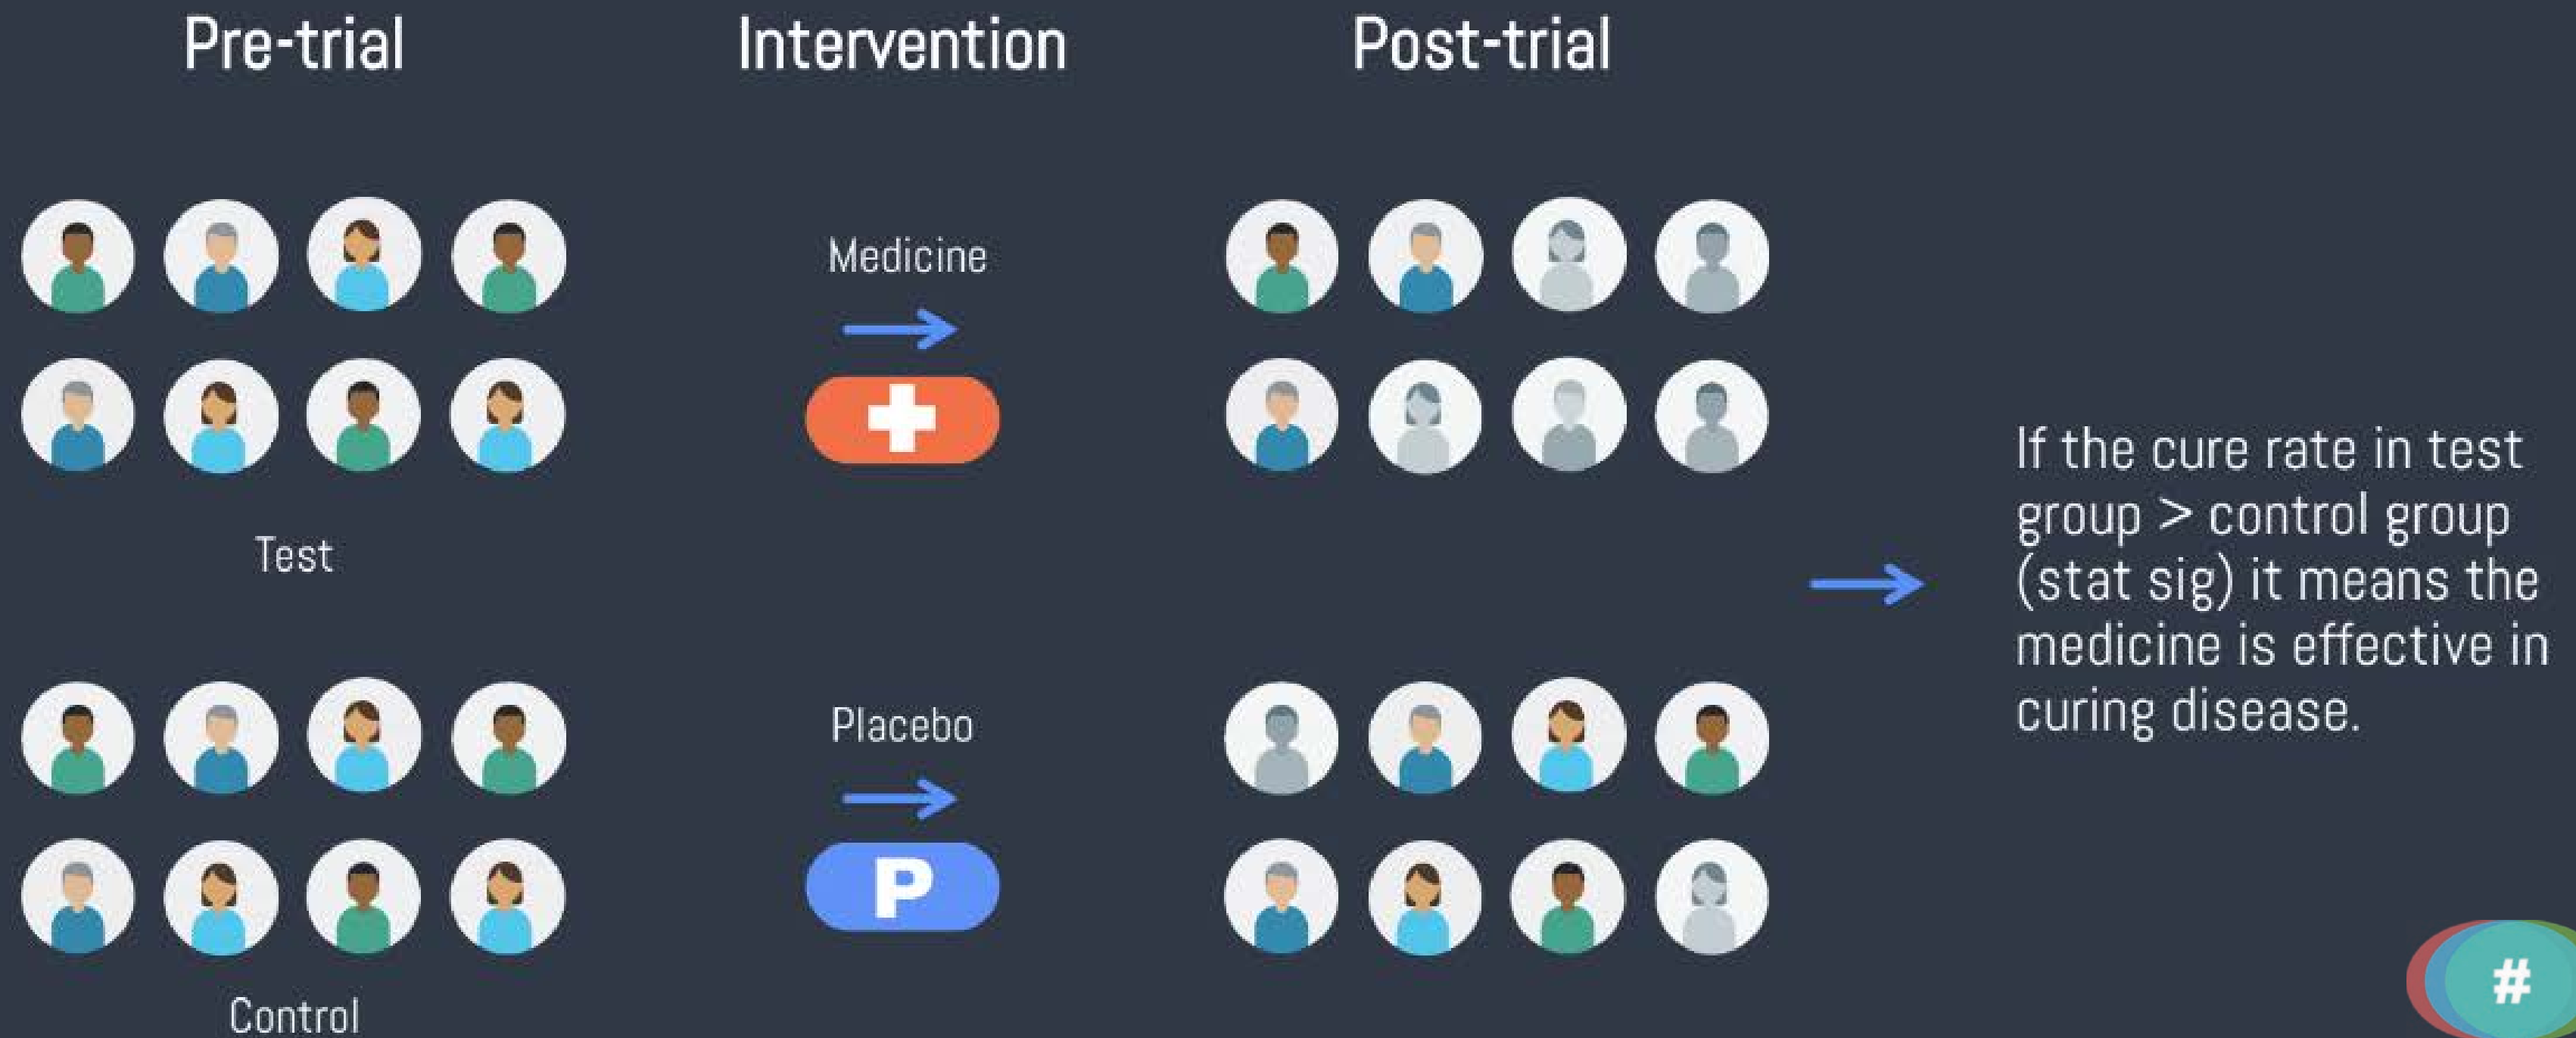 Pre-trial
Intervention
Post-trial
Medicine
Test
Placebo
P
Control
If the cure rate in test
group > control group
(stat sig) it means the
medicine is effective in
curing disease.
#